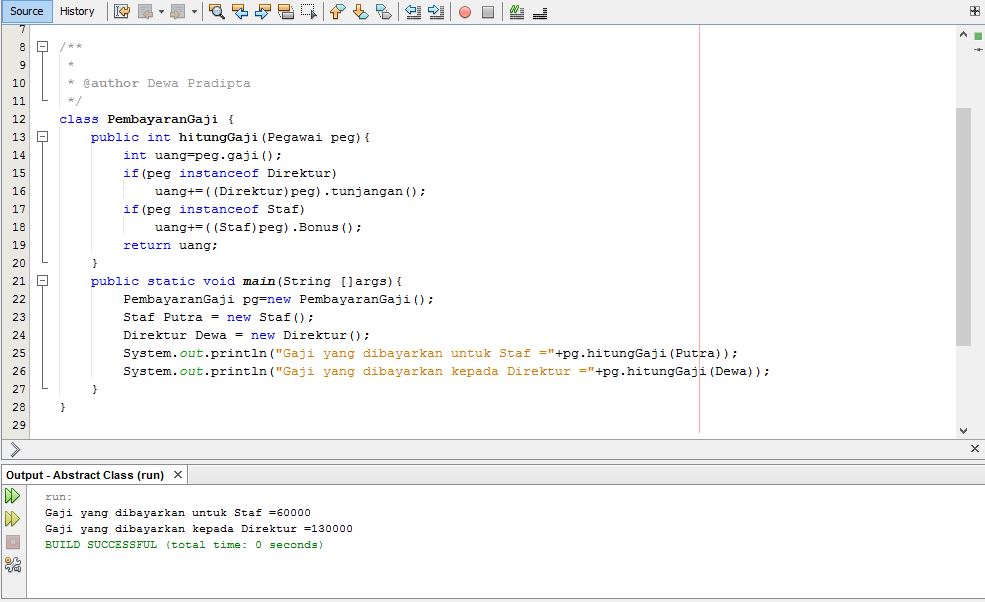 Source History
7
8 /**
9 *
10 * @author Dewa Pradipta
11 */
12 class PembayaranGaji {
13 public int hitungGaji(Pegawai peg){
14 int uang=peg.gaji();
15 if(peg instanceof Direktur)
16 uang+=((Direktur)peg).tunjangan();
17 if(peg instanceof Staf)
18 uang+=((Staf)peg).Bonus();
19 return uang;
20 }
21 public static void main(String []args){
22 PembayaranGaji pg=new PembayaranGaji();
23 Staf Putra = new Staf();
24 Direktur Dewa = new Direktur();
25 System.out.println("Gaji yang dibayarkan untuk Staf ="+pg.hitungGaji(Putra));
26 System.out.println("Gaji yang dibayarkan kepada Direktur ="+pg.hitungGaji(Dewa));
27 }
28 }
29
Output - Abstract Class (run)
run:
Gaji yang dibayarkan untuk Staf =60000
Gaji yang dibayarkan kepada Direktur =130000
BUILD SUCCESSFUL (total time: 0 seconds)